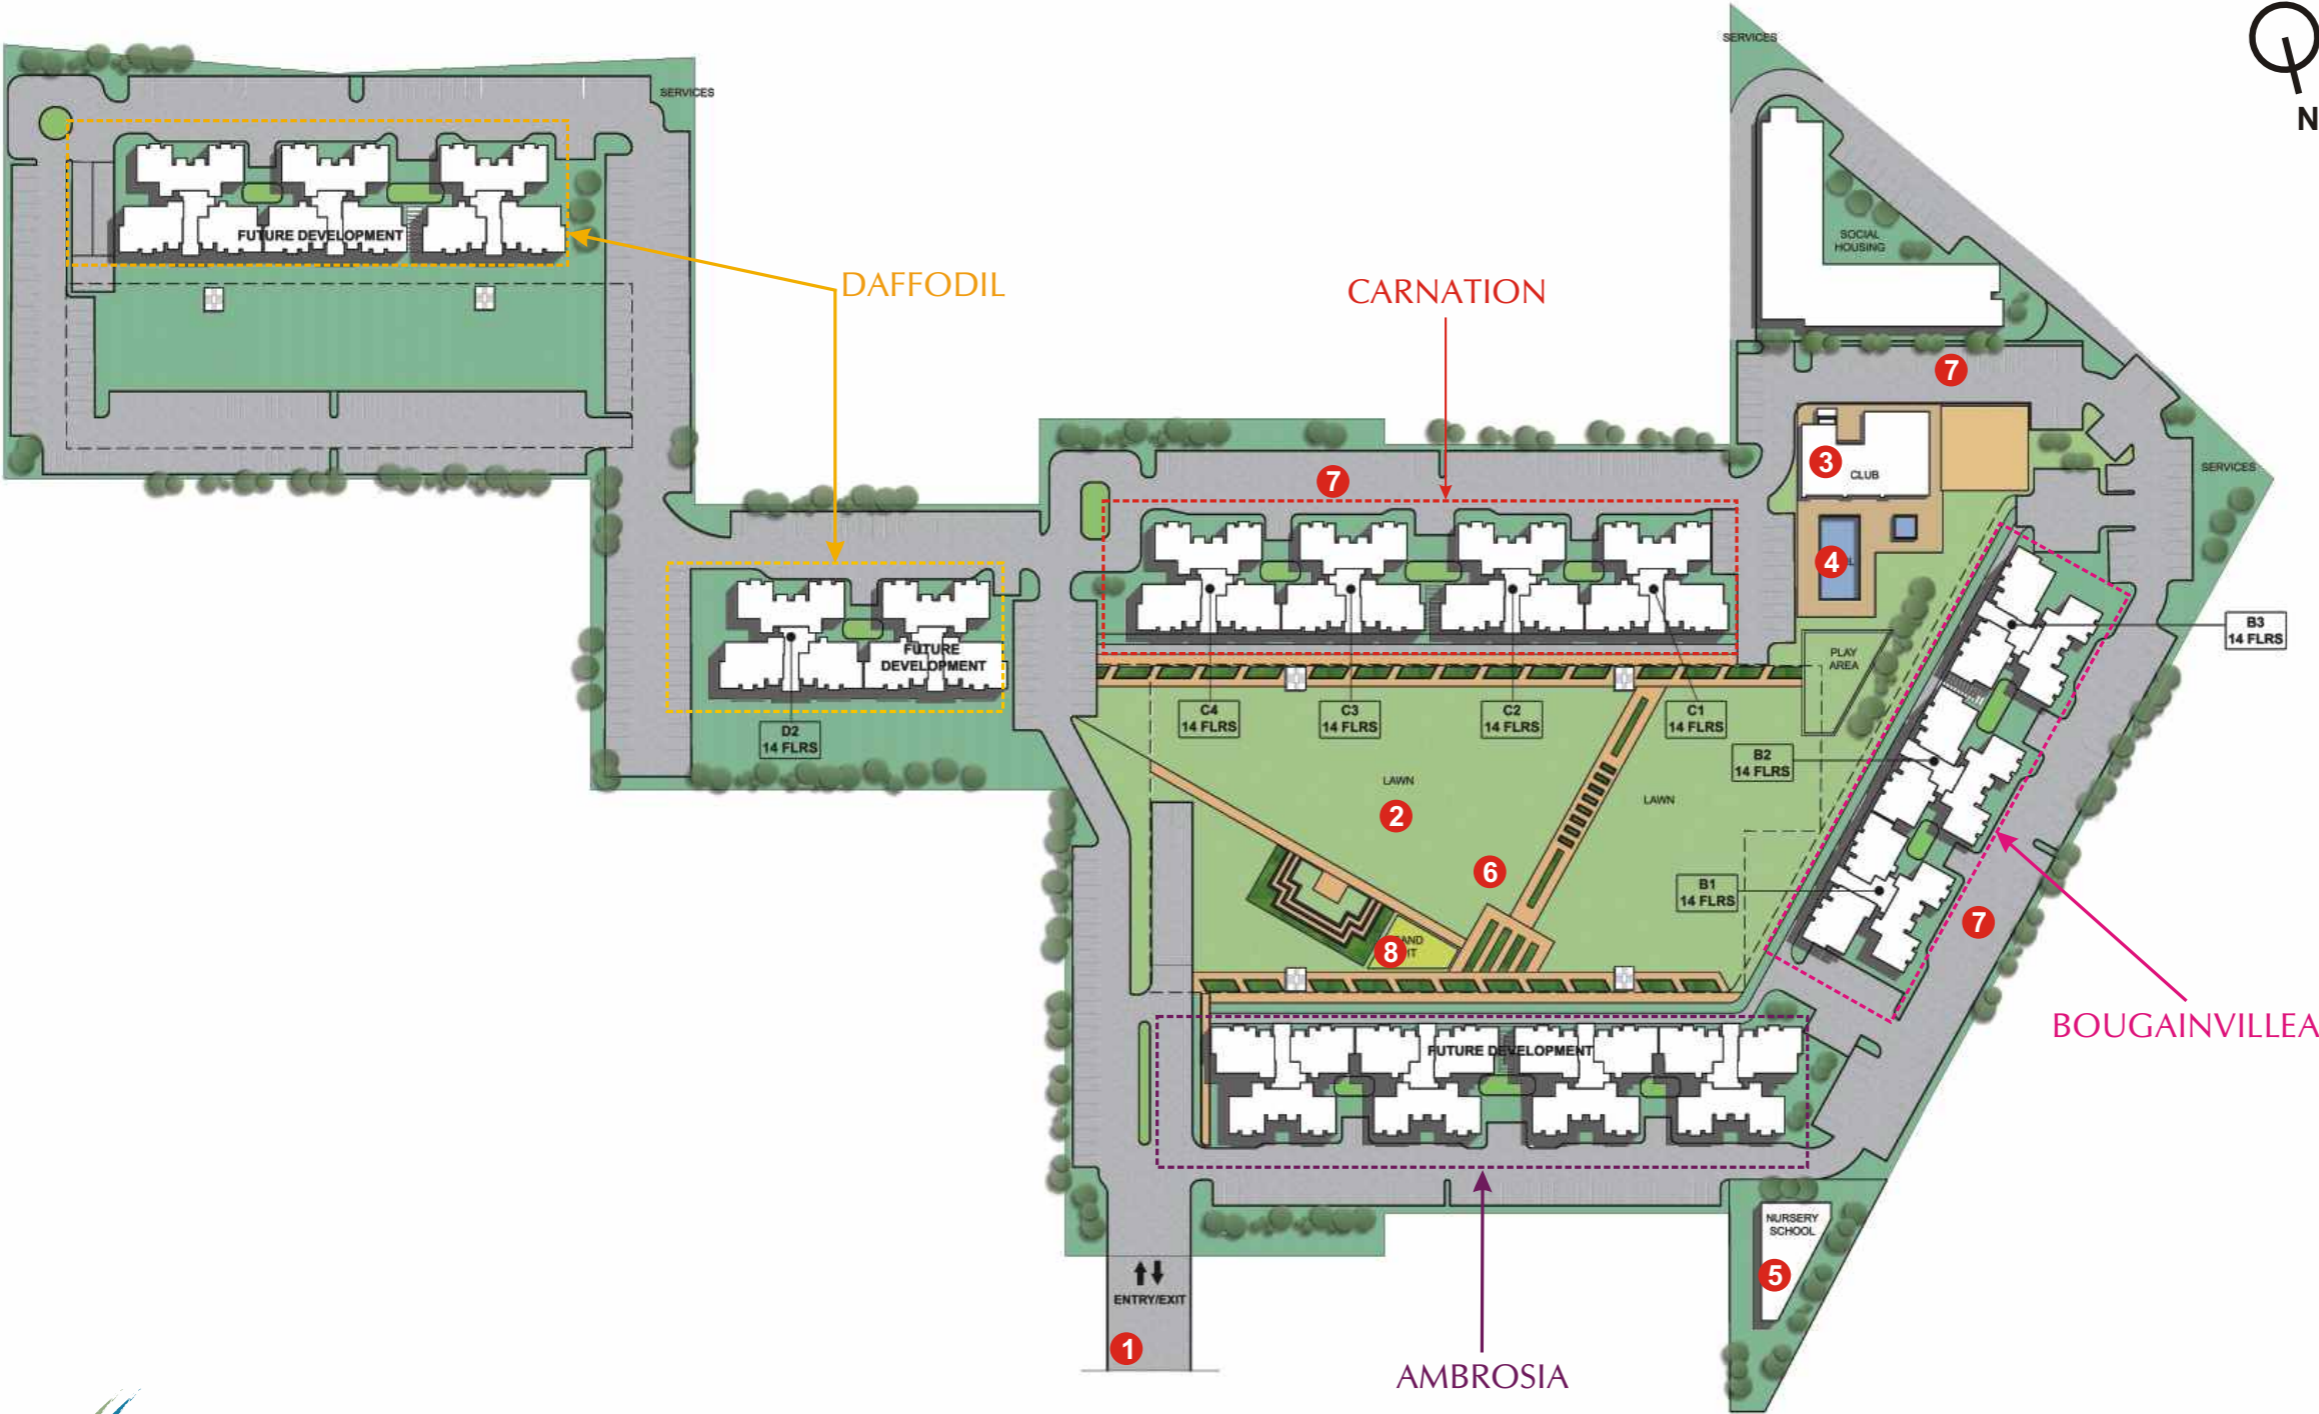 SERVICES
N
SERVICES
FUTURE DEVELOPMENT
SOCIAL
HOUSING
DAFFODIL
CARNATION
7
3
CLUB
SERVICES
7
4
B3
14 FLRS
FUTURE
DEVELOPMENT
PLAY
AREA
D2
14 FLRS
C4
14 FLRS
C3
14 FLRS
C2
14 FLRS
C1
14 FLRS
B2
14 FLRS
LAWN
2
LAWN
6
B1
14 FLRS
7
8
BOUGAINVILLEA
FUTURE DEVELOPMENT
NURSERY
SCHOOL
5
ENTRY/EXIT
1
AMBROSIA